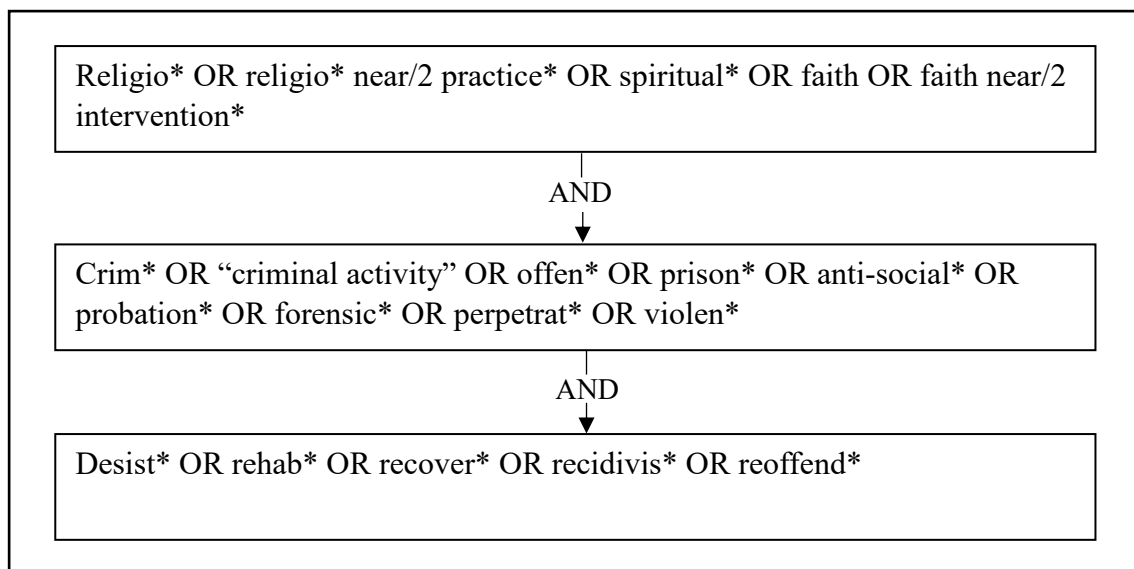 Religio* OR religio* near/2 practice* OR spiritual* OR faith OR faith near/2
intervention*
AND
Crim* OR “criminal activity” OR offen* OR prison* OR anti-social* OR
probation* OR forensic* OR perpetrat* OR violen*
AND
Desist* OR rehab* OR recover* OR recidivis* OR reoffend*